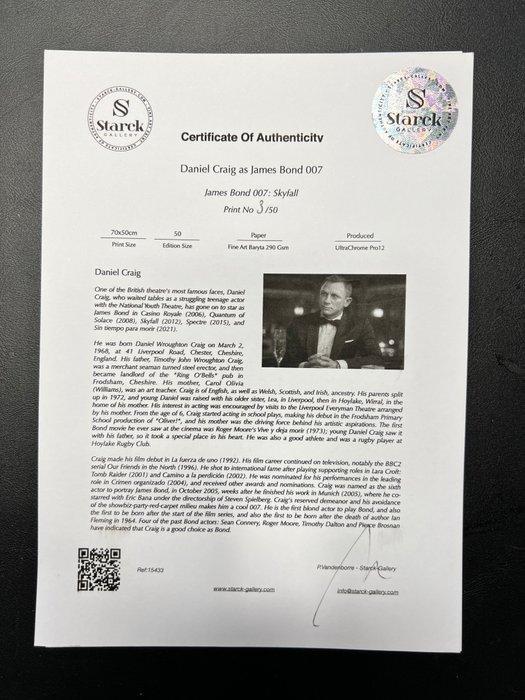 Starck
GALLERY
Starck
GALLERY
Certificate Of Authenticity
Daniel Craig as James Bond 007
James Bond 007: Skyfall
Print No 3/50
70x50cm 50 Paper Produced
Print Size Edition Size Fine Art Baryta 290 Gsm UltraChrome Pro12
Daniel Craig
One of the British theatre's most famous faces, Daniel
Craig, who waited tables as a struggling teenage actor
with the National Youth Theatre, has gone on to star as
James Bond in Casino Royale (2006), Quantum of
Solace (2008), Skyfall (2012), Spectre (2015), and
Sin tiempo para morir (2021).
He was born Daniel Wroughton Craig on March 2,
1968, at 41 Liverpool Road, Chester, Cheshire,
England. His father, Timothy John Wroughton Craig,
was a merchant seaman turned steel erector, and then
became landlord of the "Ring O'Bells" pub in
Frodsham, Cheshire. His mother, Carol Olivia
(Williams), was an art teacher. Craig is of English, as well as Welsh, Scottish, and Irish, ancestry. His parents split
up in 1972, and young Daniel was raised with his older sister, Lea, in Liverpool, then in Hoylake, Wirral, in the
home of his mother. His interest in acting was encouraged by visits to the Liverpool Everyman Theatre arranged
by his mother. From the age of 6, Craig started acting in school plays, making his debut in the Frodsham Primary
School production of "Oliver!", and his mother was the driving force behind his artistic aspirations. The first
Bond movie he ever saw at the cinema was Roger Moore's Vive y deja morir (1973); young Daniel Craig saw it
with his father, so it took a special place in his heart. He was also a good athlete and was a rugby player at
Hoylake Rugby Club.
Craig made his film debut in La fuerza de uno (1992). His film career continued on television, notably the BBC2
serial Our Friends in the North (1996). He shot to international fame after playing supporting roles in Lara Croft:
Tomb Raider (2001) and Camino a la perdición (2002). He was nominated for his performances in the leading
role in Crimen organizado (2004), and received other awards and nominations. Craig was named as the sixth
actor to portray James Bond, in October 2005, weeks after he finished his work in Munich (2005), where he co-
starred with Eric Bana under the directorship of Steven Spielberg. Craig's reserved demeanor and his avoidance
of the showbiz-party-red-carpet milieu makes him a cool 007. He is the first blond actor to play Bond, and also
the first to be born after the start of the film series, and also the first to be born after the death of author Ian
Fleming in 1964. Four of the past Bond actors: Sean Connery, Roger Moore, Timothy Dalton and Pierce Brosnan
have indicated that Craig is a good choice as Bond.
Ref:15433
P.Vandenborre - Starck-Gallery
www.starck-gallery.com
info@starck-gallery.com